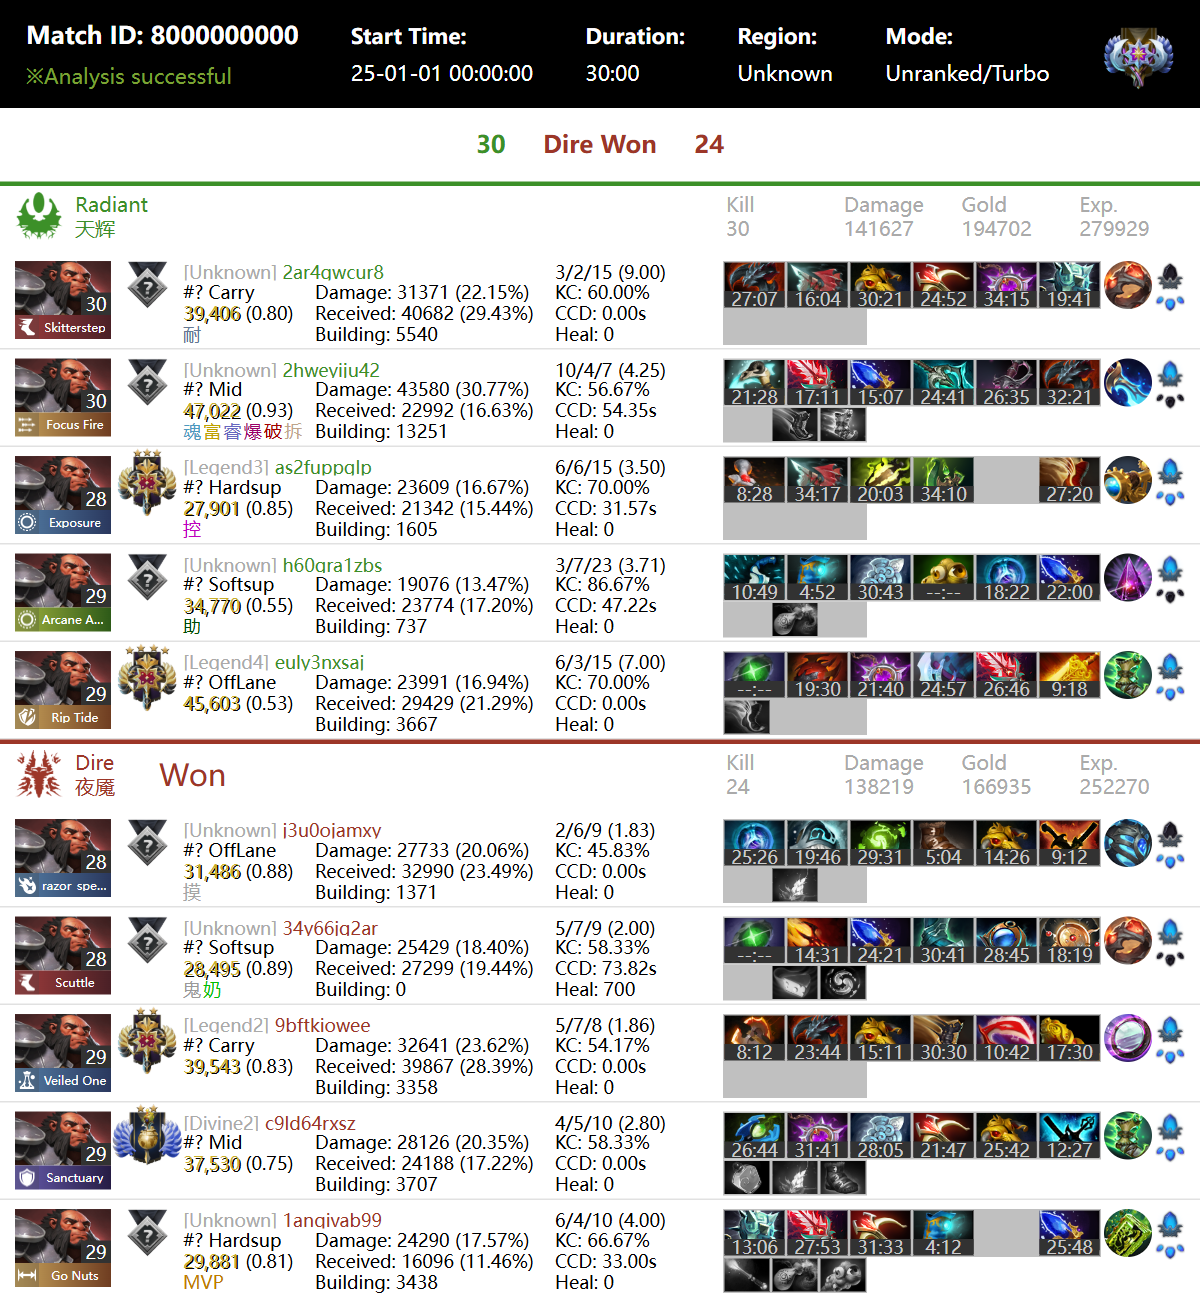 Match ID: 8000000000
※Analysis successful
Start Time:
25-01-01 00:00:00
Duration:
30:00
Region:
Unknown
Mode:
Unranked/Turbo
30 Dire Won 24
Radiant
天辉
Kill
30
Damage
141627
Gold
194702
Exp.
279929
30
Skitterstep
[Unknown] 2ar4gwcur8
#? Carry
39,406 (0.80)
耐
Damage: 31371 (22.15%)
Received: 40682 (29.43%)
Building: 5540
3/2/15 (9.00)
KC: 60.00%
CCD: 0.00s
Heal: 0
27:07 16:04 30:21 24:52 34:15 19:41
30
Focus Fire
[Unknown] 2hweviju42
#? Mid
47,022 (0.93)
魂富睿爆破拆
Damage: 43580 (30.77%)
Received: 22992 (16.63%)
Building: 13251
10/4/7 (4.25)
KC: 56.67%
CCD: 54.35s
Heal: 0
21:28 17:11 15:07 24:41 26:35 32:21
28
Exposure
[Legend3] as2fuppglp
#? Hardsup
27,901 (0.85)
控
Damage: 23609 (16.67%)
Received: 21342 (15.44%)
Building: 1605
6/6/15 (3.50)
KC: 70.00%
CCD: 31.57s
Heal: 0
8:28 34:17 20:03 34:10 27:20
29
Arcane A...
[Unknown] h60gra1zbs
#? Softsup
34,770 (0.55)
助
Damage: 19076 (13.47%)
Received: 23774 (17.20%)
Building: 737
3/7/23 (3.71)
KC: 86.67%
CCD: 47.22s
Heal: 0
10:49 4:52 30:43 --:-- 18:22 22:00
29
Rip Tide
[Legend4] euly3nxsaj
#? OffLane
45,603 (0.53)
Damage: 23991 (16.94%)
Received: 29429 (21.29%)
Building: 3667
6/3/15 (7.00)
KC: 70.00%
CCD: 0.00s
Heal: 0
--:-- 19:30 21:40 24:57 26:46 9:18
Dire
夜魇
Won
Kill
24
Damage
138219
Gold
166935
Exp.
252270
28
razor_spe...
[Unknown] j3u0ojamxy
#? OffLane
31,486 (0.88)
摸
Damage: 27733 (20.06%)
Received: 32990 (23.49%)
Building: 1371
2/6/9 (1.83)
KC: 45.83%
CCD: 0.00s
Heal: 0
25:26 19:46 29:31 5:04 14:26 9:12
28
Scuttle
[Unknown] 34y66jg2ar
#? Softsup
28,495 (0.89)
鬼奶
Damage: 25429 (18.40%)
Received: 27299 (19.44%)
Building: 0
5/7/9 (2.00)
KC: 58.33%
CCD: 73.82s
Heal: 700
--:-- 14:31 24:21 30:41 28:45 18:19
29
Veiled One
[Legend2] 9bftkiowee
#? Carry
39,543 (0.83)
Damage: 32641 (23.62%)
Received: 39867 (28.39%)
Building: 3358
5/7/8 (1.86)
KC: 54.17%
CCD: 0.00s
Heal: 0
8:12 23:44 15:11 30:30 10:42 17:30
29
Sanctuary
[Divine2] c9ld64rxsz
#? Mid
37,530 (0.75)
Damage: 28126 (20.35%)
Received: 24188 (17.22%)
Building: 3707
4/5/10 (2.80)
KC: 58.33%
CCD: 0.00s
Heal: 0
26:44 31:41 28:05 21:47 25:42 12:27
29
Go Nuts
[Unknown] 1anqivab99
#? Hardsup
29,881 (0.81)
MVP
Damage: 24290 (17.57%)
Received: 16096 (11.46%)
Building: 3438
6/4/10 (4.00)
KC: 66.67%
CCD: 33.00s
Heal: 0
13:06 27:53 31:33 4:12 25:48